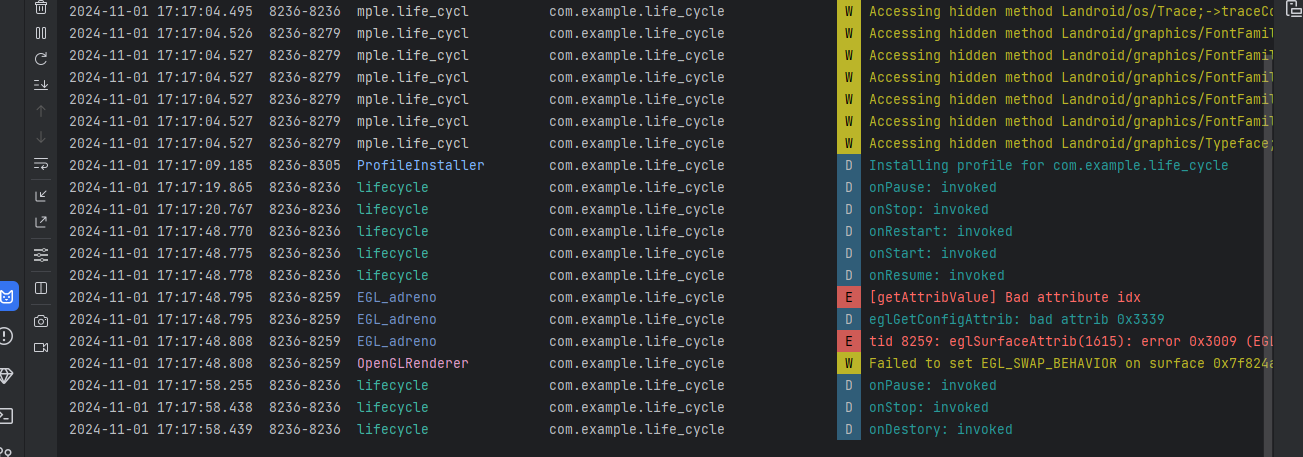 2024-11-01 17:17:04.495 8236-8236 mple.life_cycl com.example.life_cycle W Accessing hidden method Landroid/os/Trace;->traceCo
2024-11-01 17:17:04.526 8236-8279 mple.life_cycl com.example.life_cycle W Accessing hidden method Landroid/graphics/FontFamil
2024-11-01 17:17:04.527 8236-8279 mple.life_cycl com.example.life_cycle W Accessing hidden method Landroid/graphics/FontFamil
2024-11-01 17:17:04.527 8236-8279 mple.life_cycl com.example.life_cycle W Accessing hidden method Landroid/graphics/FontFamil
2024-11-01 17:17:04.527 8236-8279 mple.life_cycl com.example.life_cycle W Accessing hidden method Landroid/graphics/FontFamil
2024-11-01 17:17:04.527 8236-8279 mple.life_cycl com.example.life_cycle W Accessing hidden method Landroid/graphics/FontFamil
2024-11-01 17:17:04.527 8236-8279 mple.life_cycl com.example.life_cycle W Accessing hidden method Landroid/graphics/Typeface;
2024-11-01 17:17:09.185 8236-8305 ProfileInstaller com.example.life_cycle D Installing profile for com.example.life_cycle
2024-11-01 17:17:19.865 8236-8236 lifecycle com.example.life_cycle D onPause: invoked
2024-11-01 17:17:20.767 8236-8236 lifecycle com.example.life_cycle D onStop: invoked
2024-11-01 17:17:48.770 8236-8236 lifecycle com.example.life_cycle D onRestart: invoked
2024-11-01 17:17:48.775 8236-8236 lifecycle com.example.life_cycle D onStart: invoked
2024-11-01 17:17:48.778 8236-8236 lifecycle com.example.life_cycle D onResume: invoked
2024-11-01 17:17:48.795 8236-8259 EGL_adreno com.example.life_cycle E [getAttribValue] Bad attribute idx
2024-11-01 17:17:48.795 8236-8259 EGL_adreno com.example.life_cycle D eglGetConfigAttrib: bad attrib 0x3339
2024-11-01 17:17:48.808 8236-8259 EGL_adreno com.example.life_cycle E tid 8259: eglSurfaceAttrib(1615): error 0x3009 (EGL
2024-11-01 17:17:48.808 8236-8259 OpenGLRenderer com.example.life_cycle W Failed to set EGL_SWAP_BEHAVIOR on surface 0x7f824a
2024-11-01 17:17:58.255 8236-8236 lifecycle com.example.life_cycle D onPause: invoked
2024-11-01 17:17:58.438 8236-8236 lifecycle com.example.life_cycle D onStop: invoked
2024-11-01 17:17:58.439 8236-8236 lifecycle com.example.life_cycle D onDestory: invoked